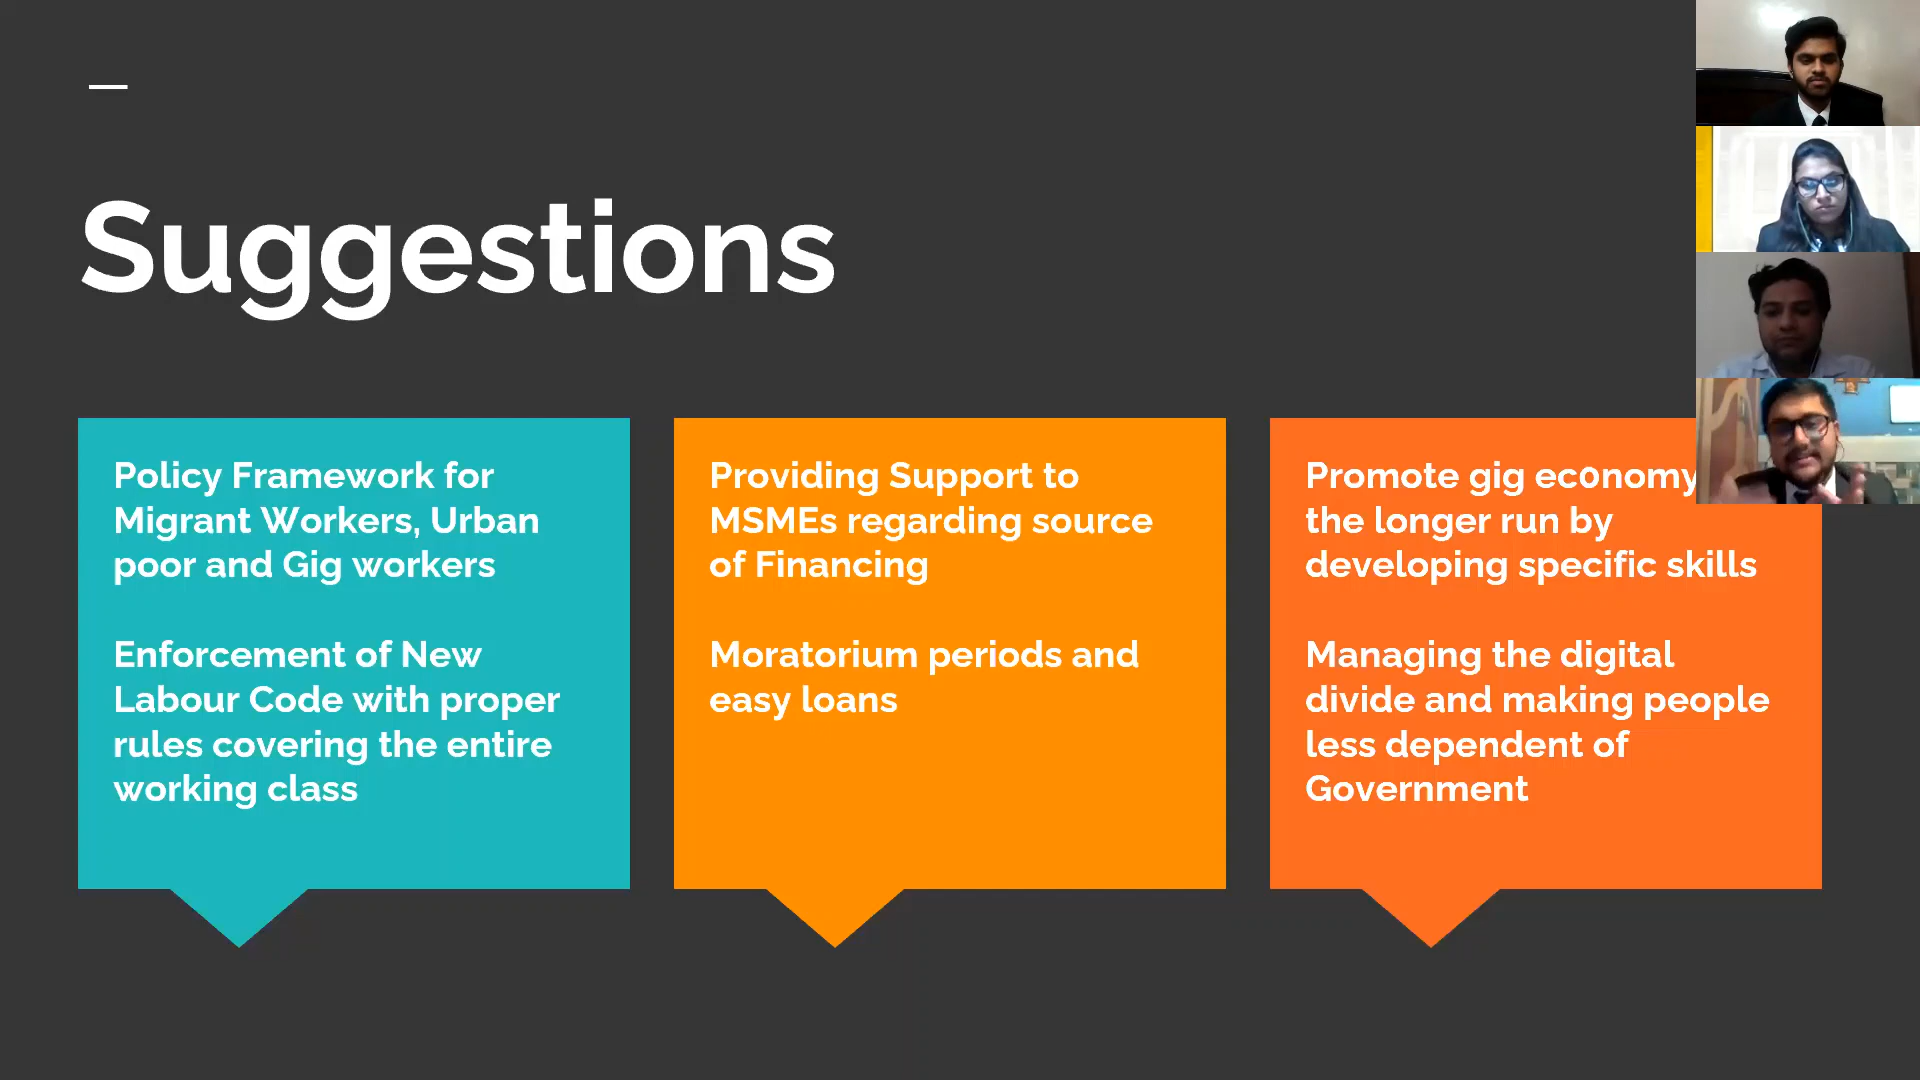 Suggestions
Policy Framework for
Migrant Workers, Urban
poor and Gig workers
Enforcement of New
Labour Code with proper
rules covering the entire
working class
Providing Support to
MSMEs regarding source
of Financing
Moratorium periods and
easy loans
Promote gig ec0nomy
the longer run by
developing specific skills
Managing the digital
divide and making people
less dependent of
Government